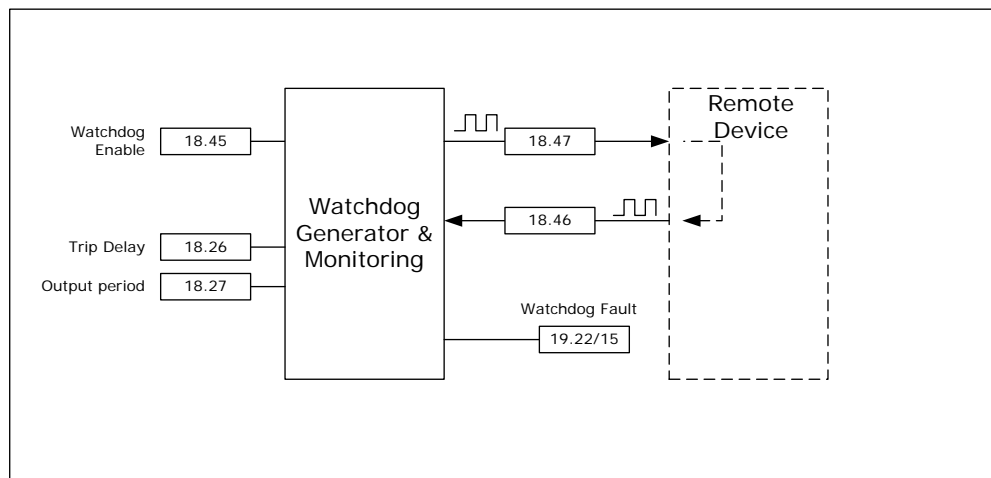 Watchdog
Enable
18.45
18.47
Remote
Device
18.46
Watchdog
Generator &
Monitoring
Trip Delay
18.26
Output period
18.27
Watchdog Fault
19.22/15